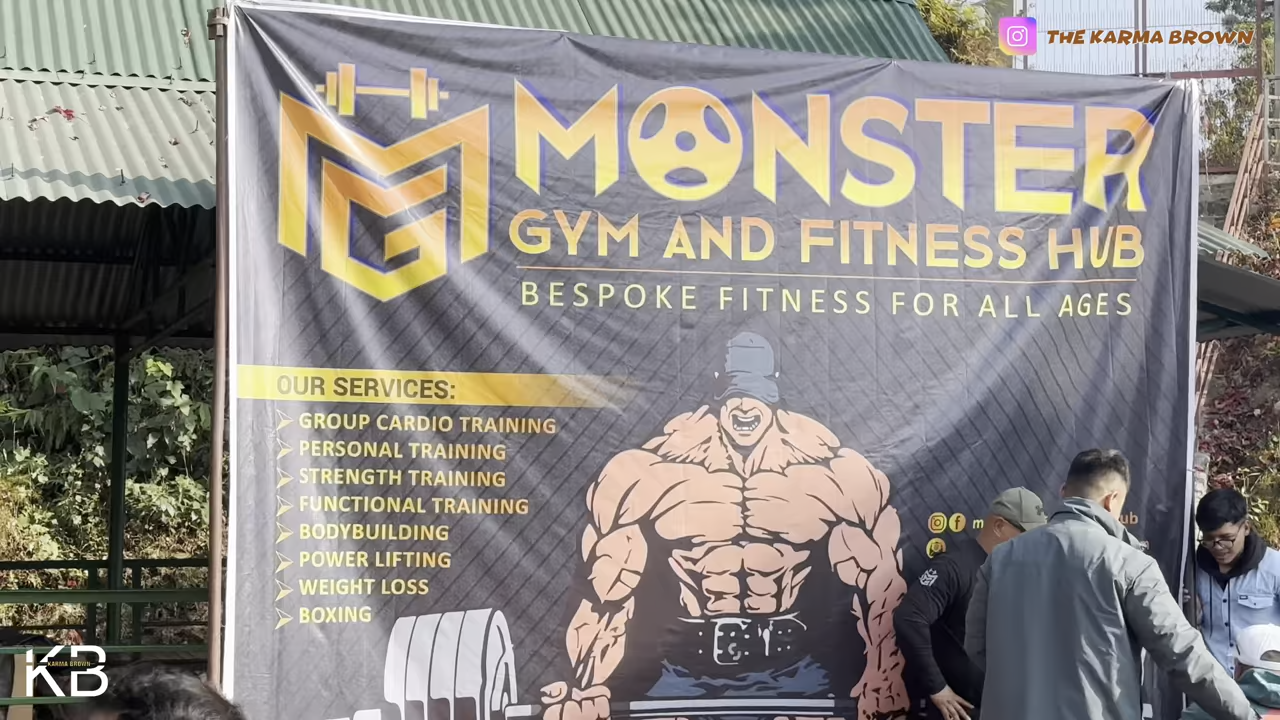 THE KARMA BROWN
MG
MONSTER
GYM AND FITNESS HUB
BESPOKE FITNESS FOR ALL AGES
OUR SERVICES:
GROUP CARDIO TRAINING
PERSONAL TRAINING
STRENGTH TRAINING
FUNCTIONAL TRAINING
BODYBUILDING
POWER LIFTING
WEIGHT LOSS
BOXING
KB
KARMA BROWN